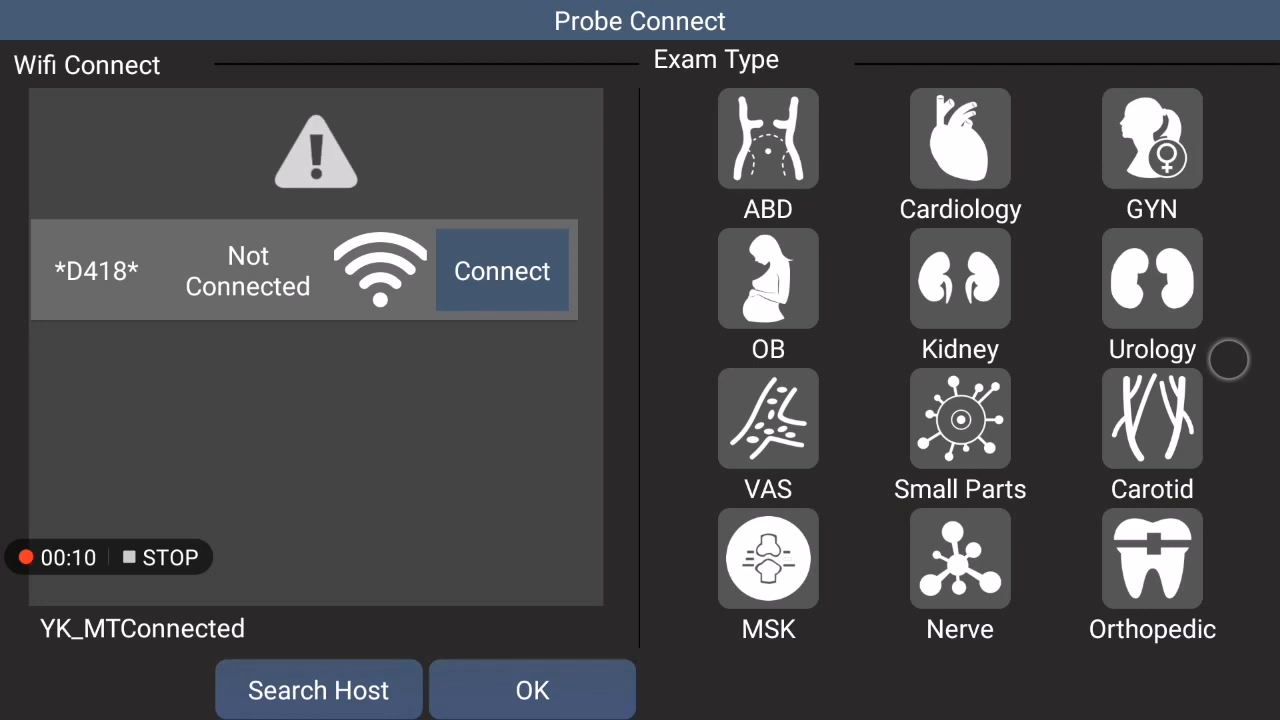 Probe Connect
Wifi Connect
Exam Type
*D418*
Not
Connected
Connect
00:10
STOP
YK_MTConnected
Search Host
OK
ABD
Cardiology
GYN
OB
Kidney
Urology
VAS
Small Parts
Carotid
MSK
Nerve
Orthopedic